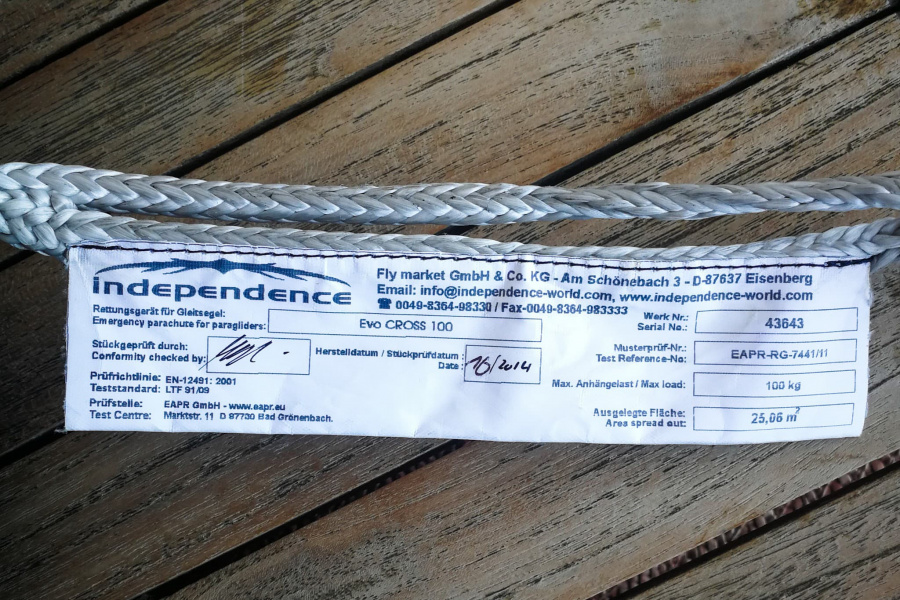 independence
Fly market GmbH & Co. KG - Am Schönebach 3 - D-87637 Eisenberg
Email: info@independence-world.com, www.independence-world.com
☎ 0049-8364-98330 / Fax-0049-8364-983333
Rettungsgerät für Gleitsegel:
Emergency parachute for paragliders:
Evo CROSS 100
Werk Nr.:
Serial No.:
43643
Stückgeprüft durch:
Conformity checked by:
Herstelldatum / Stückprüfdatum :
Date :
/2014
Musterprüf-Nr.:
Test Reference-No:
EAPR-RG-7441/11
Prüfrichtlinie: EN-12491: 2001
Teststandard: LTF 91/09
Max. Anhängelast / Max load:
100 kg
Prüfstelle: EAPR GmbH - www.eapr.eu
Test Centre: Marktstr. 11 D 87730 Bad Grönenbach.
Ausgelegte Fläche:
Area spread out:
25,06 m²